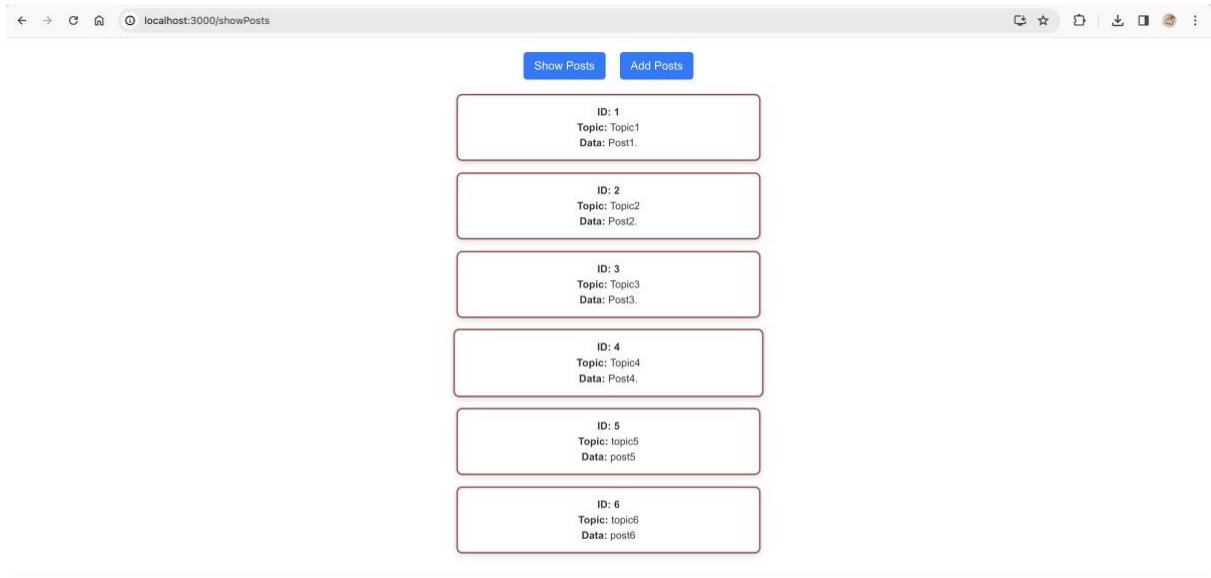 localhost:3000/showPosts
Show Posts Add Posts
ID: 1
Topic: Topic1
Data: Post1.
ID: 2
Topic: Topic2
Data: Post2.
ID: 3
Topic: Topic3
Data: Post3.
ID: 4
Topic: Topic4
Data: Post4.
ID: 5
Topic: topic5
Data: post5
ID: 6
Topic: topic6
Data: post6